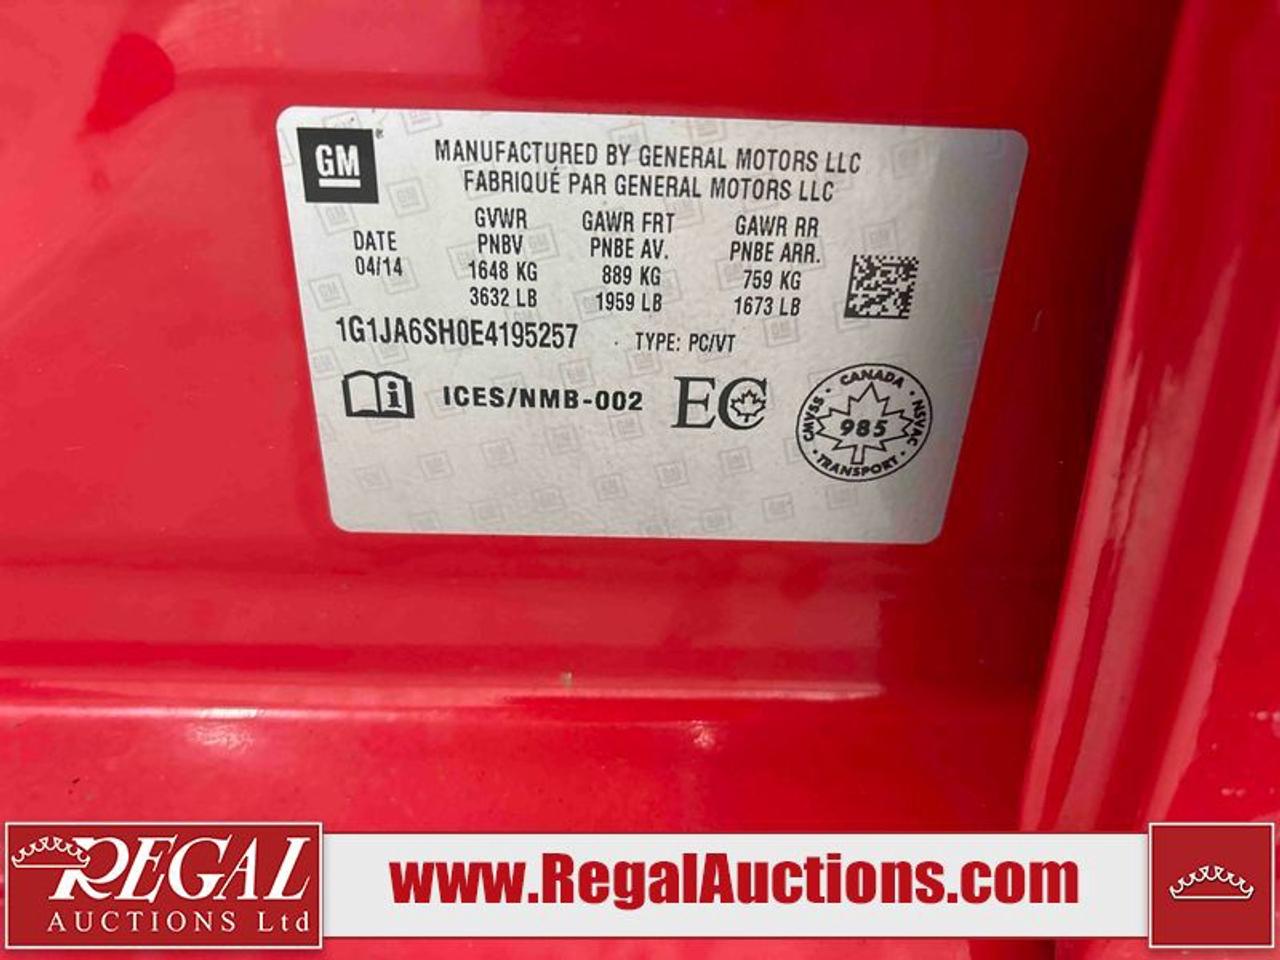 GM
MANUFACTURED BY GENERAL MOTORS LLC
FABRIQUÉ PAR GENERAL MOTORS LLC
DATE
04/14
GVWR
PNBV
1648 KG
3632 LB
GAWR FRT
PNBE AV.
889 KG
1959 LB
GAWR RR
PNBE ARR.
759 KG
1673 LB
1G1JA6SH0E4195257
TYPE: PC/VT
ICES/NMB-002
EC
CANADA
CMVSS
985
NSVAC
TRANSPORT
REGAL
AUCTIONS Ltd
www.RegalAuctions.com